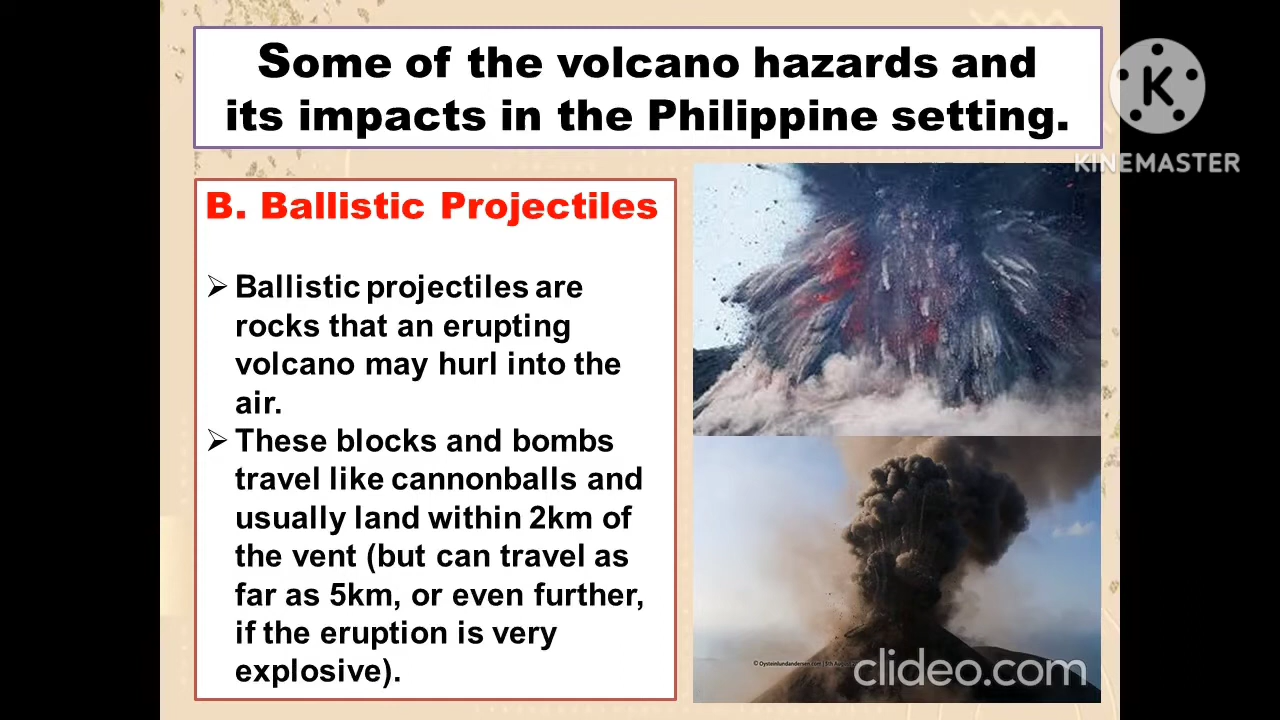 Some of the volcano hazards and
its impacts in the Philippine setting.
KINEMASTER
B. Ballistic Projectiles
➢ Ballistic projectiles are
rocks that an erupting
volcano may hurl into the
air.
➢ These blocks and bombs
travel like cannonballs and
usually land within 2km of
the vent (but can travel as
far as 5km, or even further,
if the eruption is very
explosive).
© Oysteinlundandersen.com
clideo.com